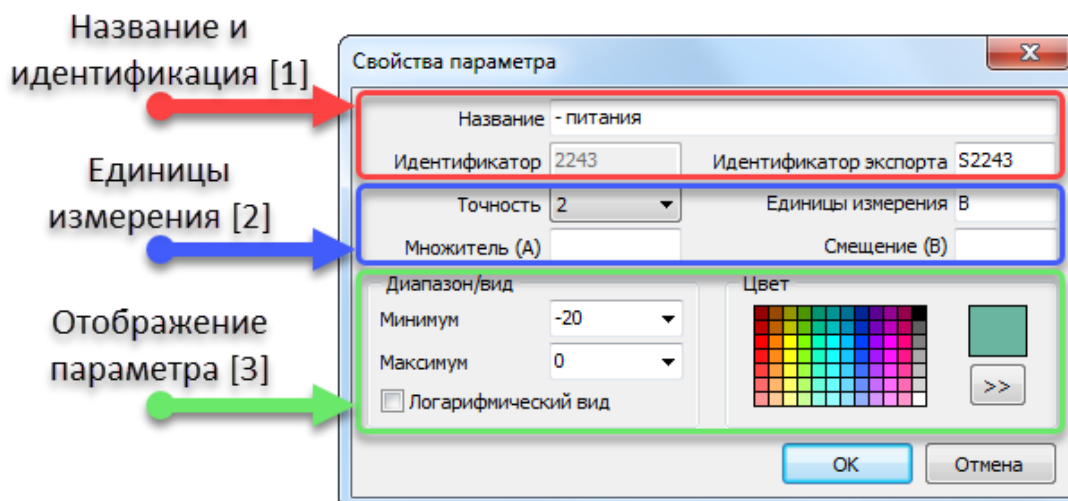 Название и
идентификация [1]
Единицы
измерения [2]
Отображение
параметра [3]
Свойства параметра
Название - питания
Идентификатор 2243 Идентификатор экспорта S2243
Точность 2 Единицы измерения В
Множитель (A) Смещение (B)
Диапазон/вид Цвет
Минимум -20
Максимум 0
>>
Логарифмический вид
OK Отмена